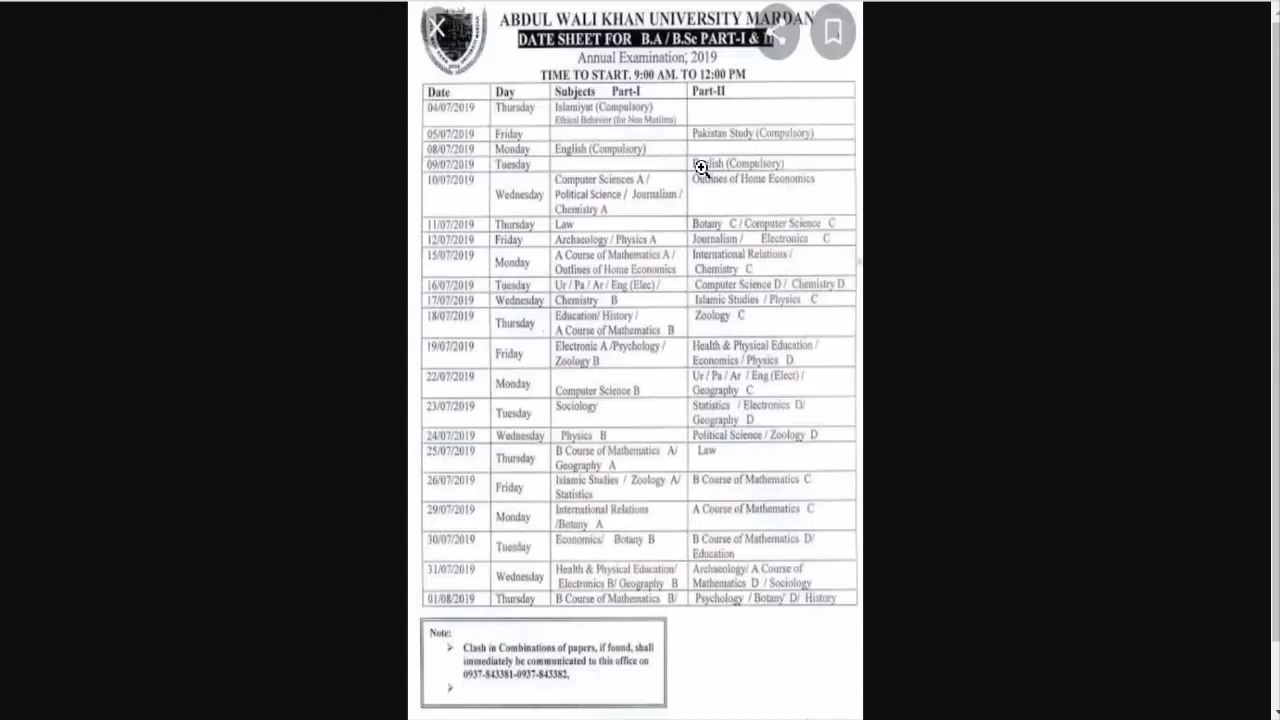 ABDUL WALI KHAN UNIVERSITY MARDAN
DATE SHEET FOR B.A / B.Sc PART-I &
Annual Examination, 2019
TIME TO START. 9:00 AM. TO 12:00 PM
Date Day Subjects Part-I Part-II
04/07/2019 Thursday Islamiyat (Compulsory)
Ethical Behavior (for Non Muslims)
05/07/2019 Friday Pakistan Study (Compulsory)
08/07/2019 Monday English (Compulsory)
09/07/2019 Tuesday English (Compulsory)
10/07/2019 Wednesday Computer Sciences A / Outlines of Home Economics
Political Science / Journalism /
Chemistry A
11/07/2019 Thursday Law Botany C / Computer Science C
12/07/2019 Friday Archaeology / Physics A Journalism / Electronics C
15/07/2019 Monday A Course of Mathematics A / International Relations /
Outlines of Home Economics Chemistry C
16/07/2019 Tuesday Ur / Pa / Ar / Eng (Elec) / Computer Science D / Chemistry D
17/07/2019 Wednesday Chemistry B Islamic Studies / Physics C
18/07/2019 Thursday Education/ History / Zoology C
A Course of Mathematics B
19/07/2019 Friday Electronic A /Psychology / Health & Physical Education /
Zoology B Economics / Physics D
22/07/2019 Monday Ur / Pa / Ar / Eng (Elect) /
Computer Science B Geography C
23/07/2019 Tuesday Sociology Statistics / Electronics D/
Geography D
24/07/2019 Wednesday Physics B Political Science / Zoology D
25/07/2019 Thursday B Course of Mathematics A/ Law
Geography A
26/07/2019 Friday Islamic Studies / Zoology A/ B Course of Mathematics C
Statistics
29/07/2019 Monday International Relations A Course of Mathematics C
/Botany A
30/07/2019 Tuesday Economics/ Botany B B Course of Mathematics D/
Education
31/07/2019 Wednesday Health & Physical Education/ Archaeology/ A Course of
Electronics B/ Geography B Mathematics D / Sociology
01/08/2019 Thursday B Course of Mathematics B/ Psychology / Botany D/ History
Note:
Clash in Combinations of papers, if found, shall
immediately be communicated to this office on
0937-843381-0937-843382,